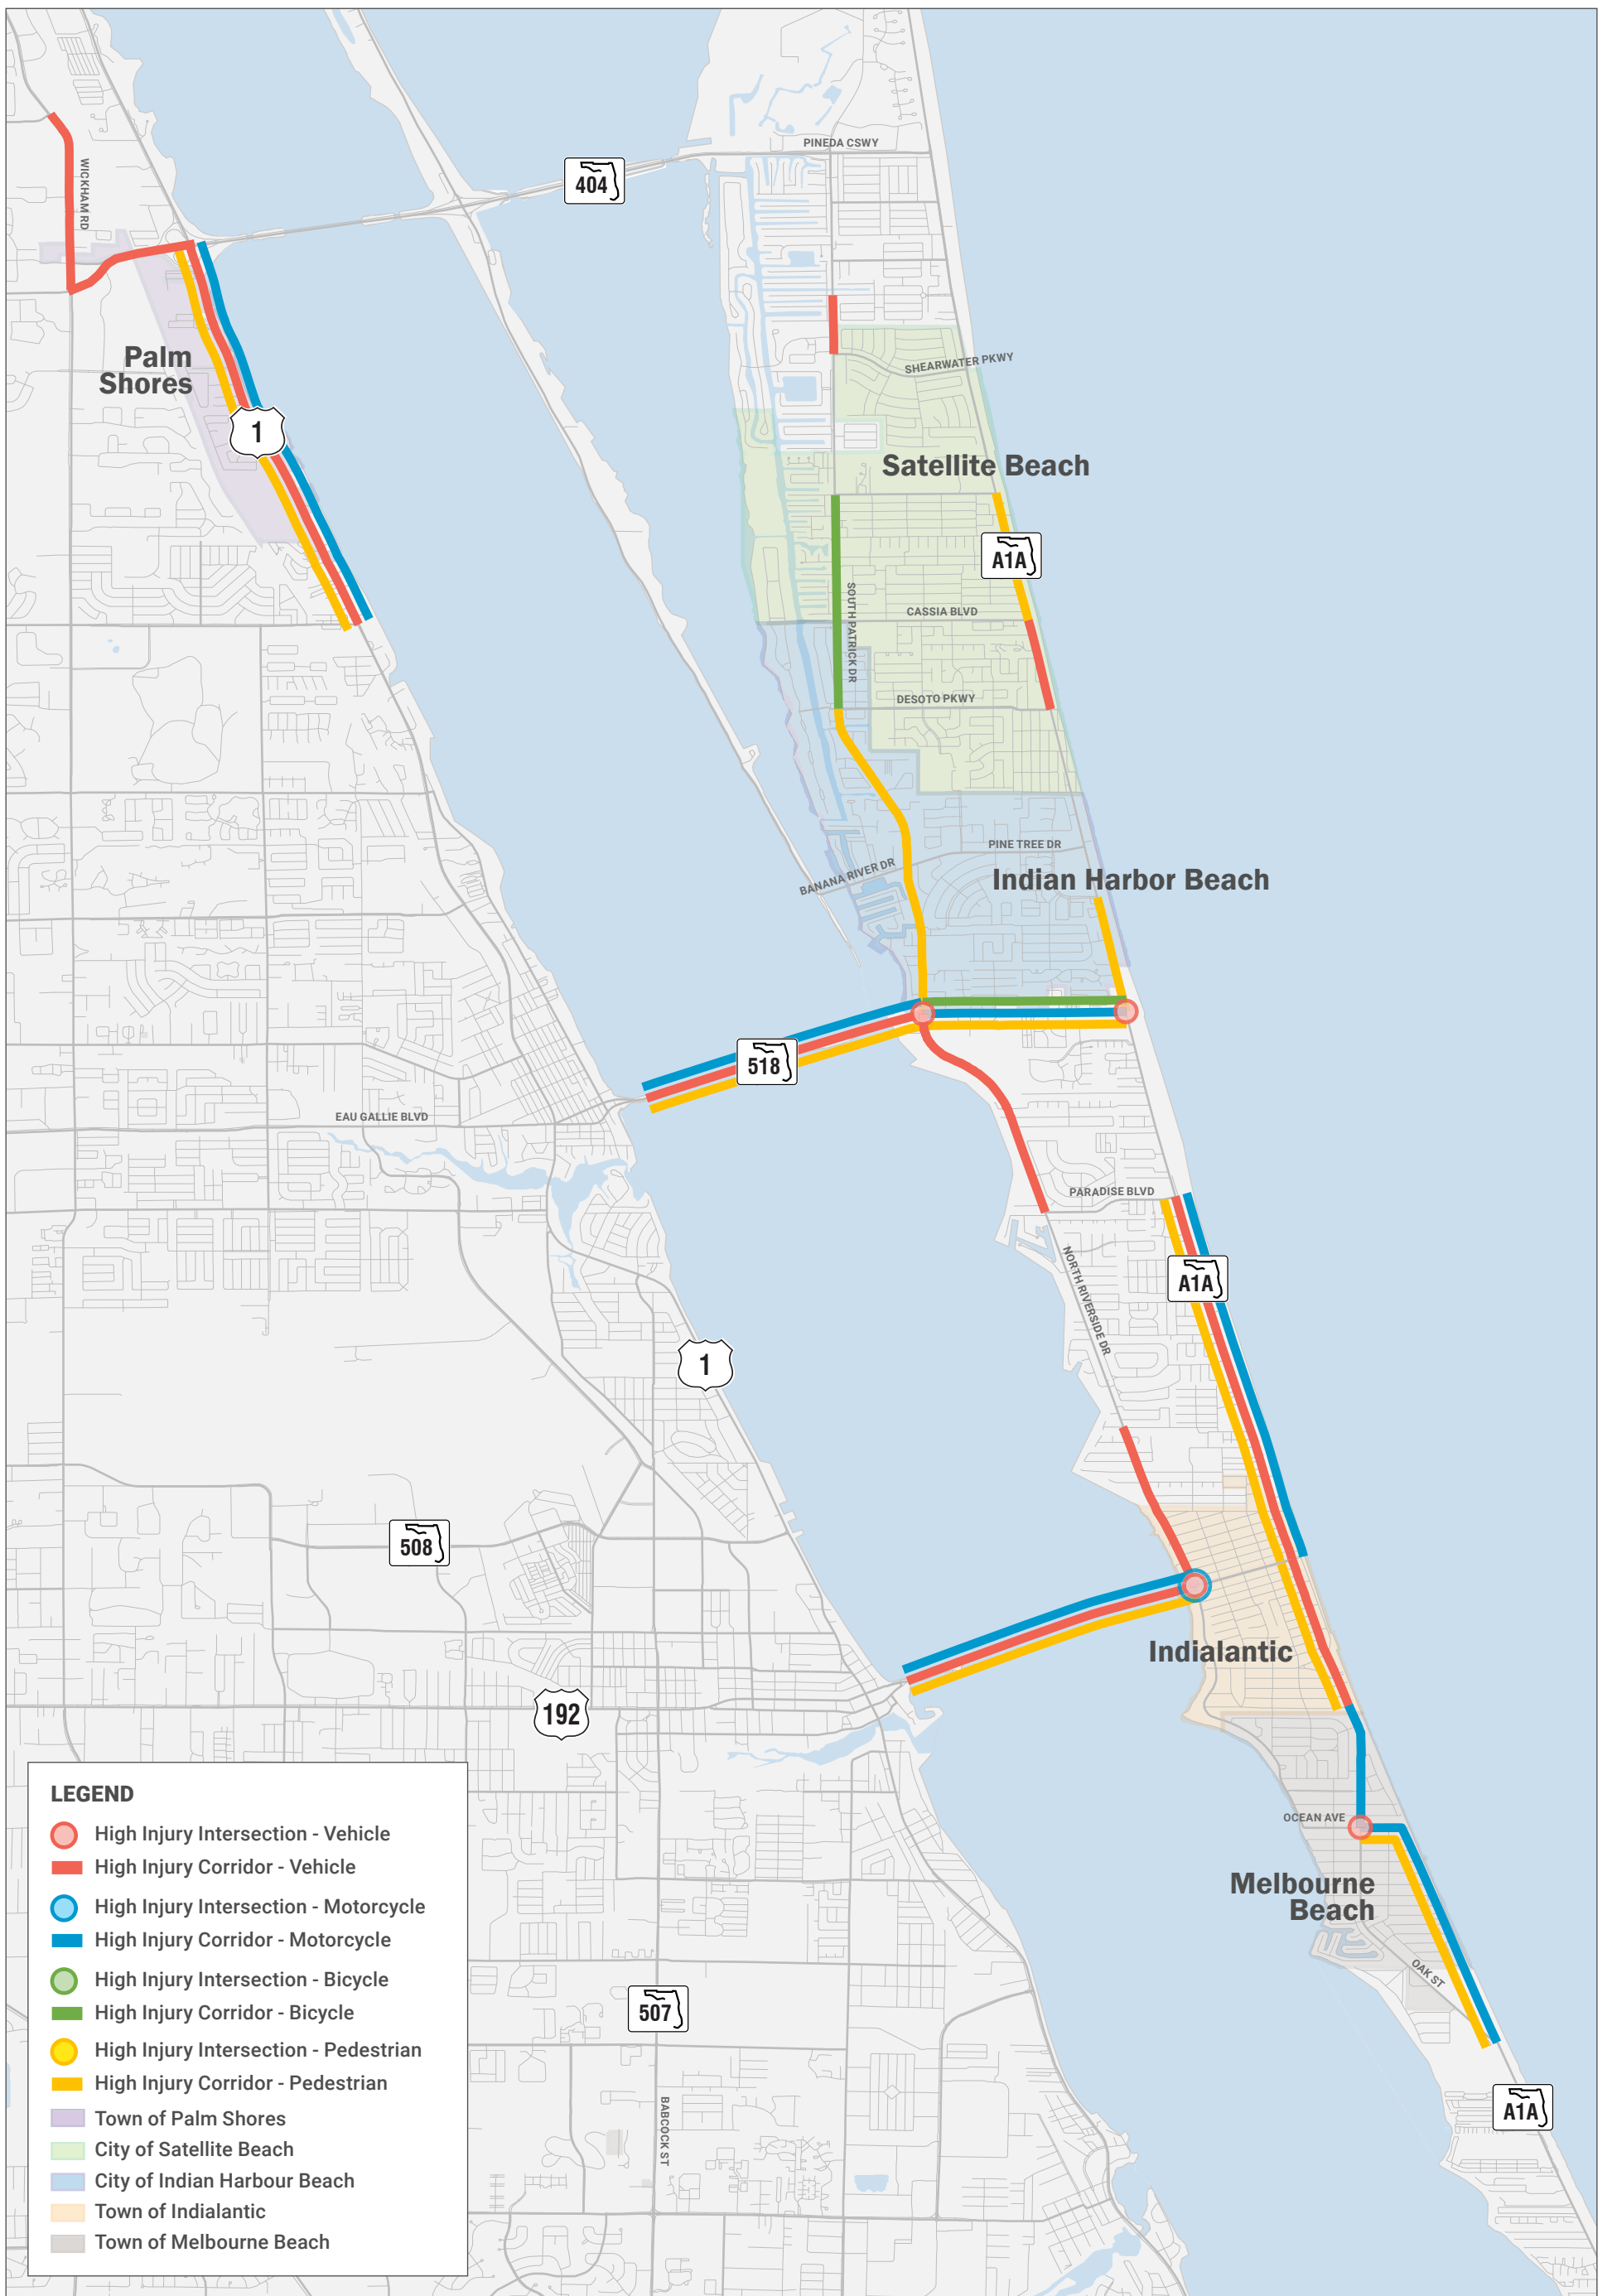 PINEDA CSWY
404
WICKHAM RD
Palm
Shores
SHEARWATER PKWY
1
Satellite Beach
A1A
SOUTH PATRICK DR
CASSIA BLVD
DESOTO PKWY
PINE TREE DR
BANANA RIVER DR
Indian Harbor Beach
518
EAU GALLIE BLVD
PARADISE BLVD
A1A
NORTH RIVERSIDE DR
1
508
Indialantic
192
OCEAN AVE
Melbourne
Beach
OAK ST
507
A1A
BABCOCK ST
LEGEND
High Injury Intersection - Vehicle
High Injury Corridor - Vehicle
High Injury Intersection - Motorcycle
High Injury Corridor - Motorcycle
High Injury Intersection - Bicycle
High Injury Corridor - Bicycle
High Injury Intersection - Pedestrian
High Injury Corridor - Pedestrian
Town of Palm Shores
City of Satellite Beach
City of Indian Harbour Beach
Town of Indialantic
Town of Melbourne Beach